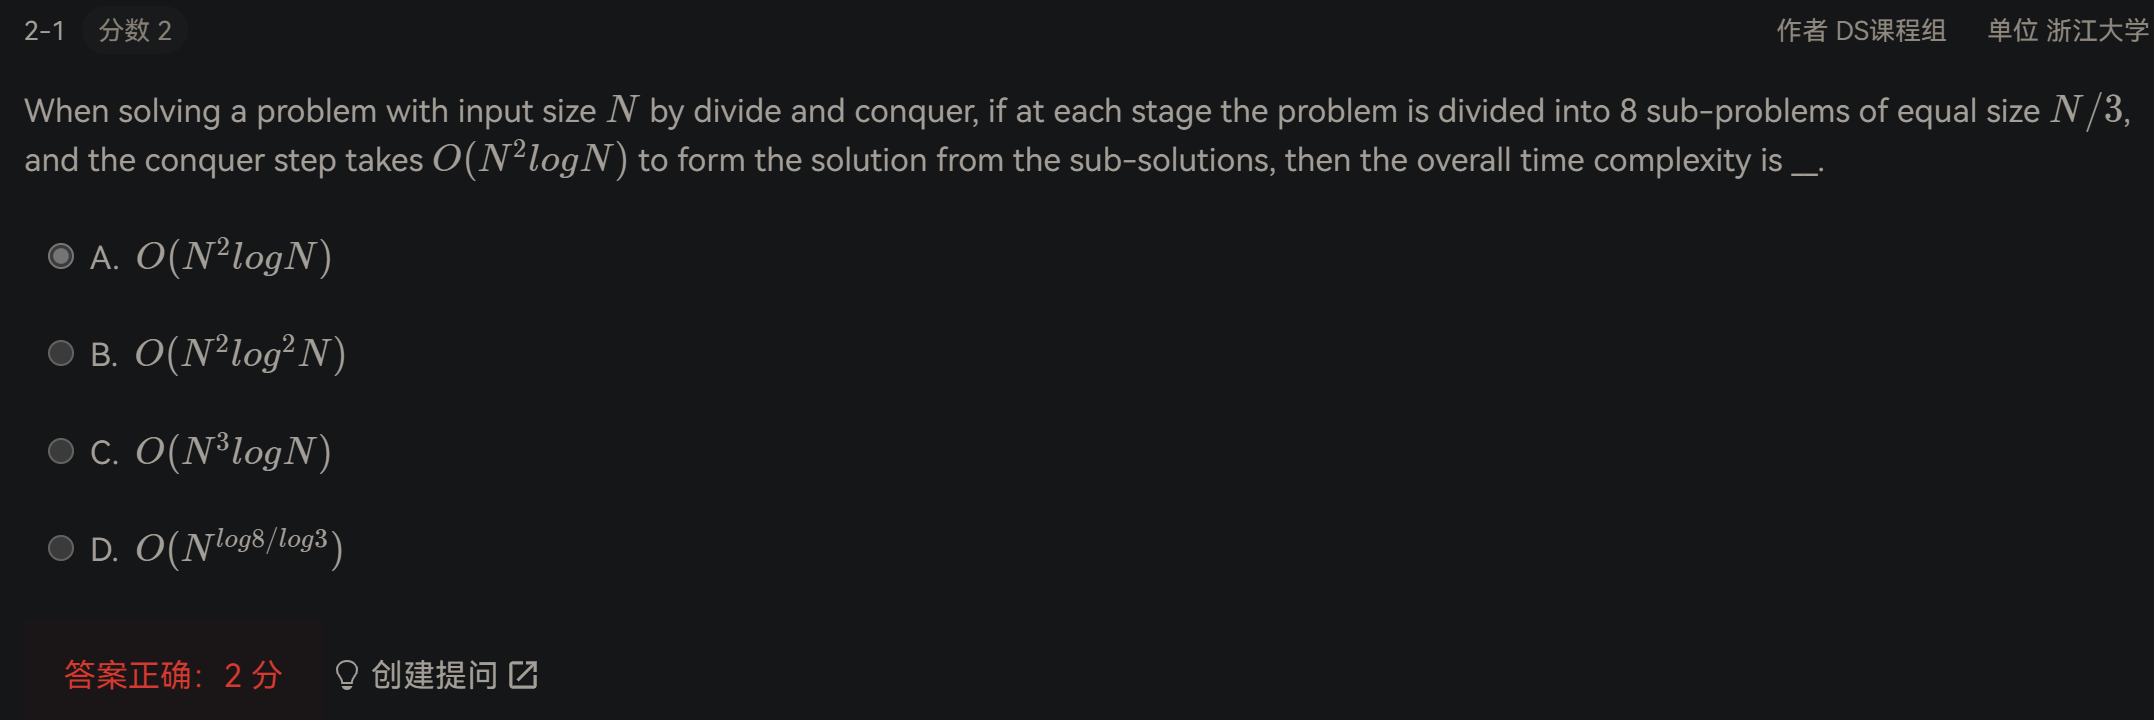 2-1 分数 2 作者 DS课程组 单位 浙江大学
When solving a problem with input size N by divide and conquer, if at each stage the problem is divided into 8 sub-problems of equal size N/3,
and the conquer step takes O(N²logN) to form the solution from the sub-solutions, then the overall time complexity is __.
A. O(N²logN)
B. O(N²log²N)
C. O(N³logN)
D. O(N^{log8/log3})
答案正确：2 分 创建提问